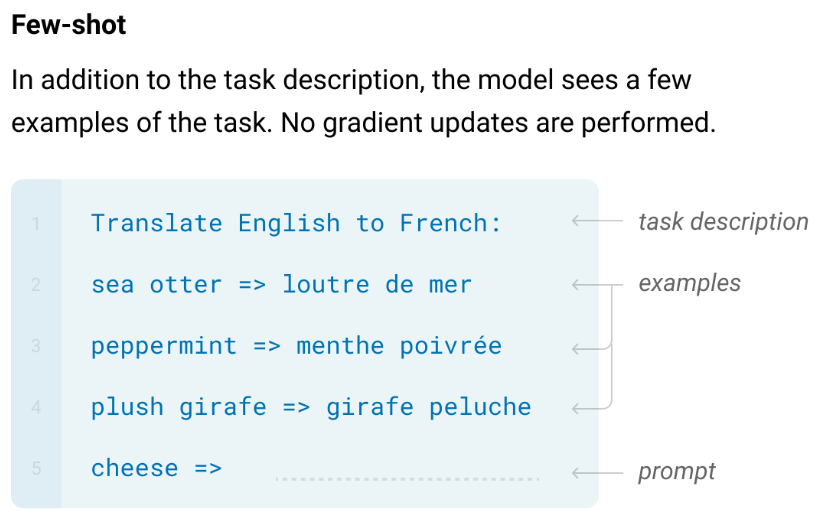 Few-shot
In addition to the task description, the model sees a few
examples of the task. No gradient updates are performed.
1 Translate English to French: task description
2 sea otter => loutre de mer examples
3 peppermint => menthe poivrée
4 plush girafe => girafe peluche
5 cheese => prompt